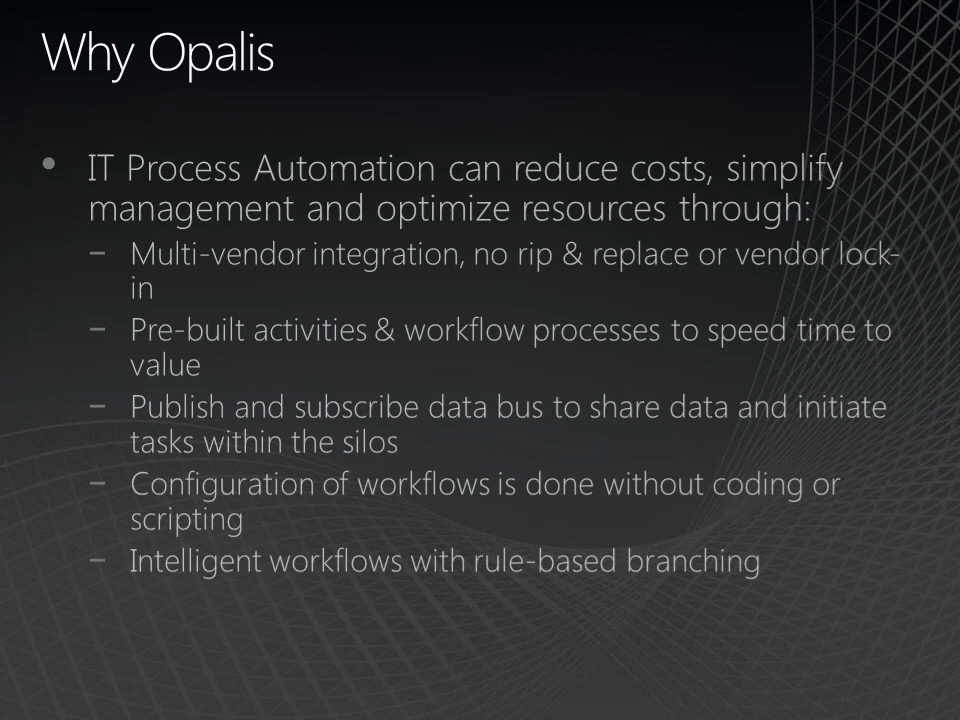 Why Opalis
• IT Process Automation can reduce costs, simplify
management and optimize resources through:
– Multi-vendor integration, no rip & replace or vendor lock-
in
– Pre-built activities & workflow processes to speed time to
value
– Publish and subscribe data bus to share data and initiate
tasks within the silos
– Configuration of workflows is done without coding or
scripting
– Intelligent workflows with rule-based branching